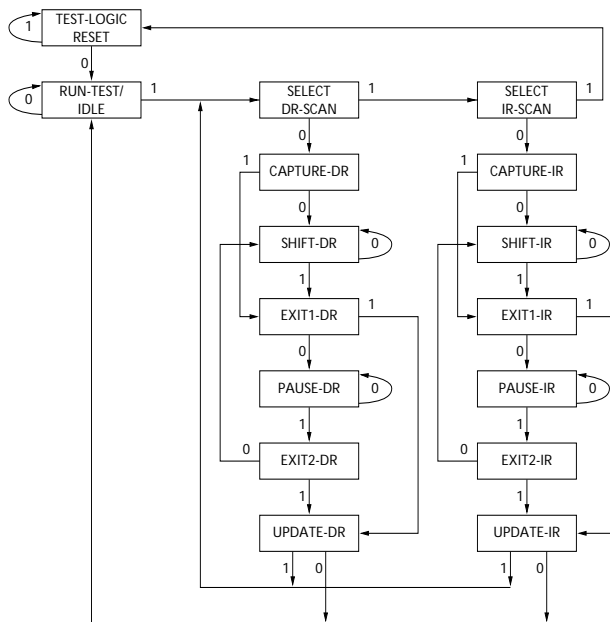 1
TEST-LOGIC
RESET
0
0
RUN-TEST/
IDLE
1
SELECT
DR-SCAN
1
SELECT
IR-SCAN
1
0
0
1
CAPTURE-DR
1
CAPTURE-IR
0
0
SHIFT-DR
0
SHIFT-IR
0
1
1
EXIT1-DR
1
EXIT1-IR
1
0
0
PAUSE-DR
0
PAUSE-IR
0
1
1
0
EXIT2-DR
0
EXIT2-IR
1
1
UPDATE-DR
UPDATE-IR
1
0
1
0